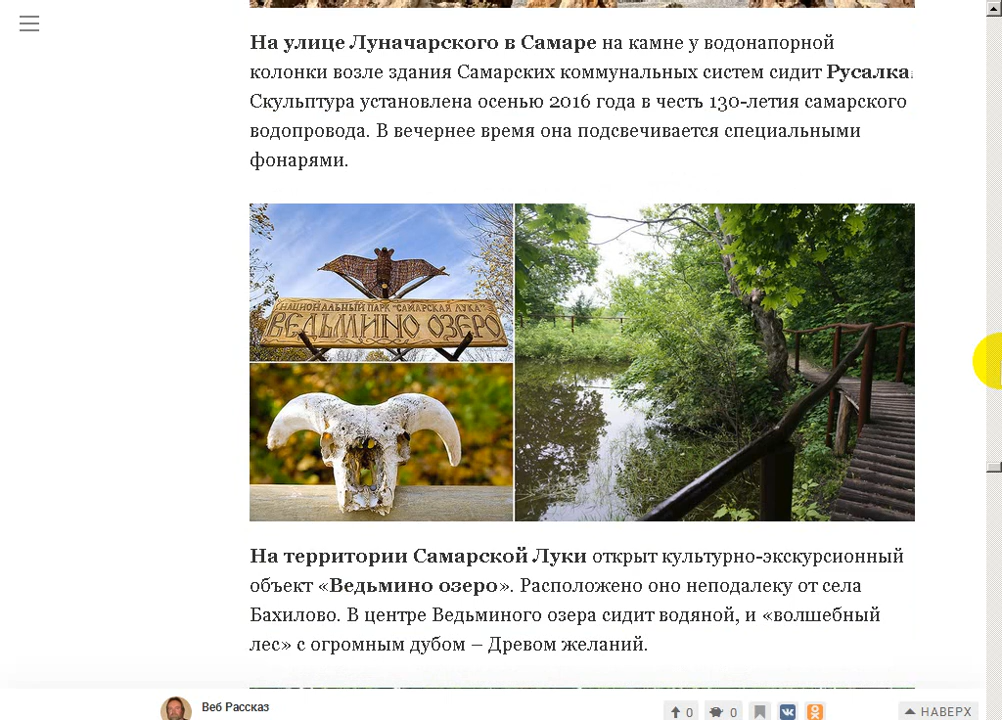 На улице Луначарского в Самаре на камне у водонапорной
колонки возле здания Самарских коммунальных систем сидит Русалка.
Скульптура установлена осенью 2016 года в честь 130-летия самарского
водопровода. В вечернее время она подсвечивается специальными
фонарями.
НАЦИОНАЛЬНЫЙ ПАРК "САМАРСКАЯ ЛУКА"
ВЕДЬМИНО ОЗЕРО
На территории Самарской Луки открыт культурно-экскурсионный
объект «Ведьмино озеро». Расположено оно неподалеку от села
Бахилово. В центре Ведьминого озера сидит водяной, и «волшебный
лес» с огромным дубом – Древом желаний.
Веб Рассказ
0
0
НАВЕРХ